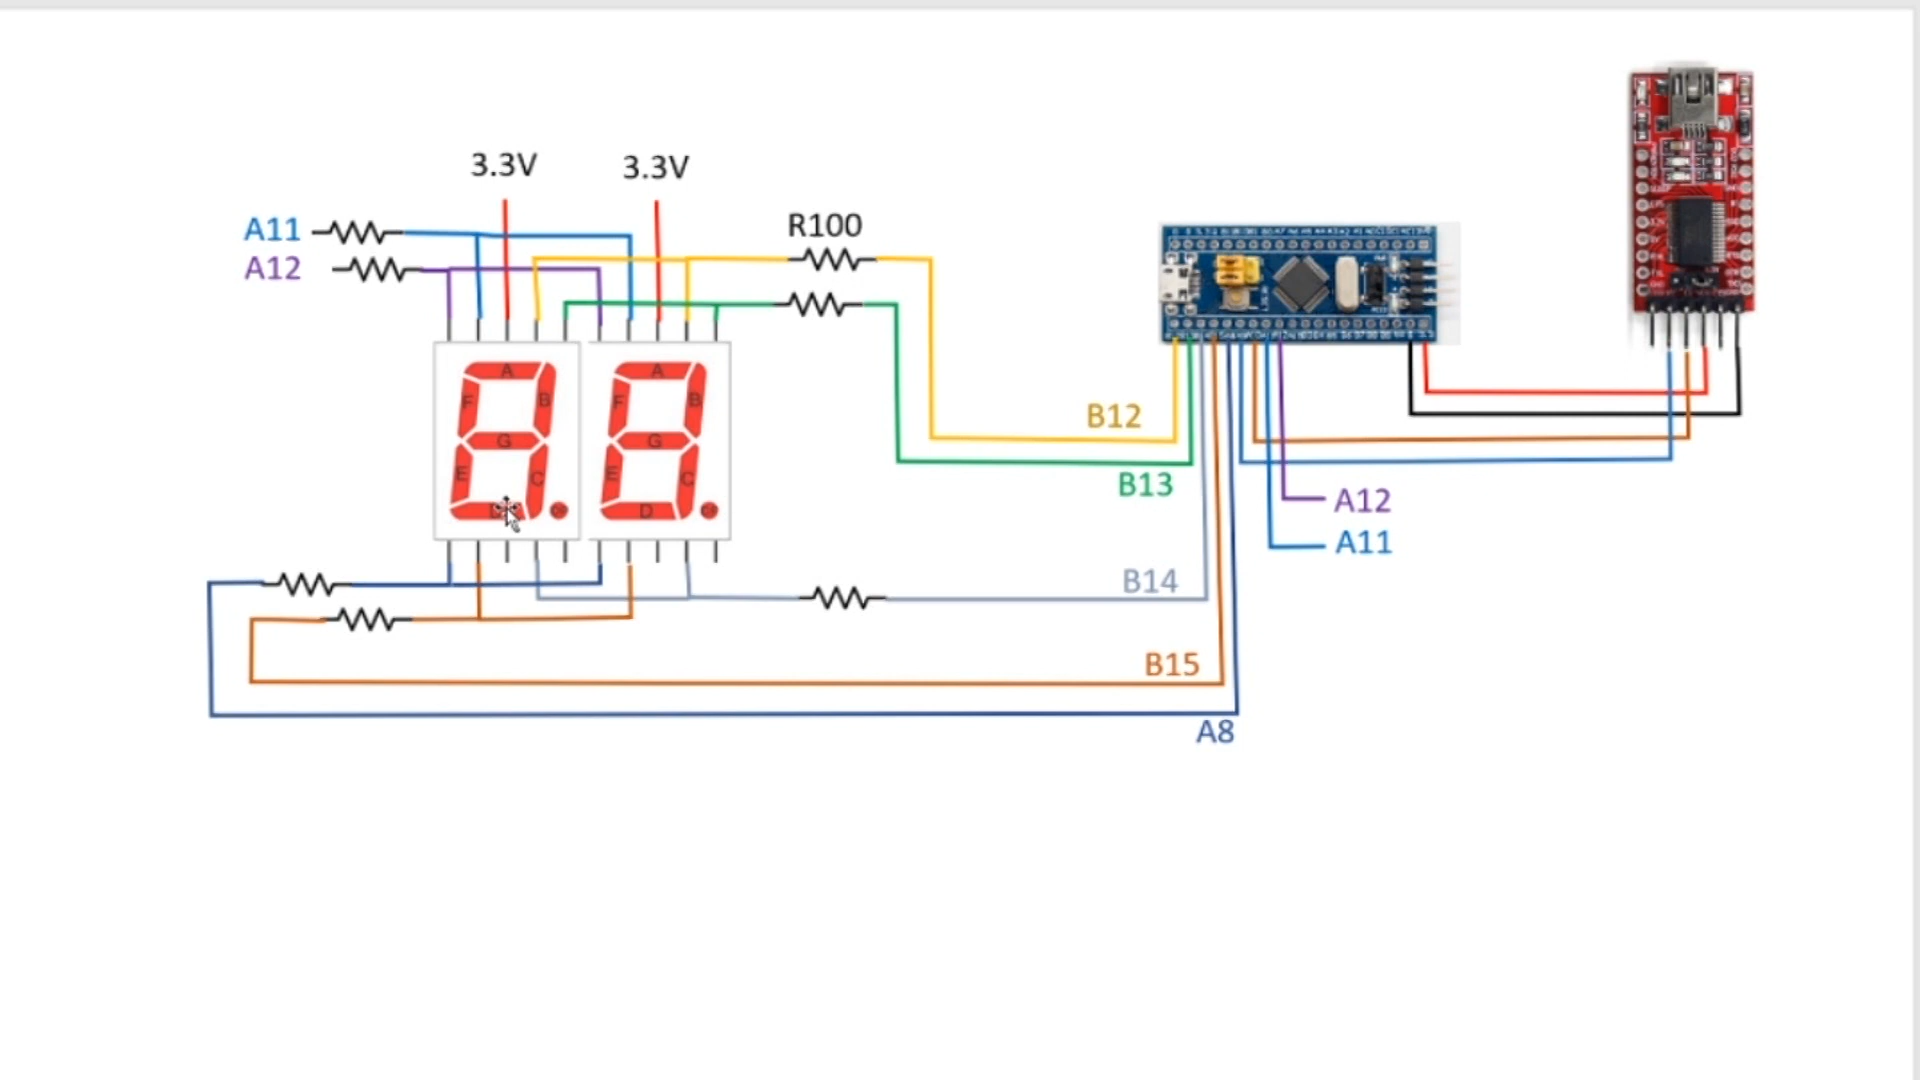 3.3V 3.3V
A11
R100
A12
A A
F B F B
G G
E C E C
D
B12
B13
A12
A11
B14
B15
A8